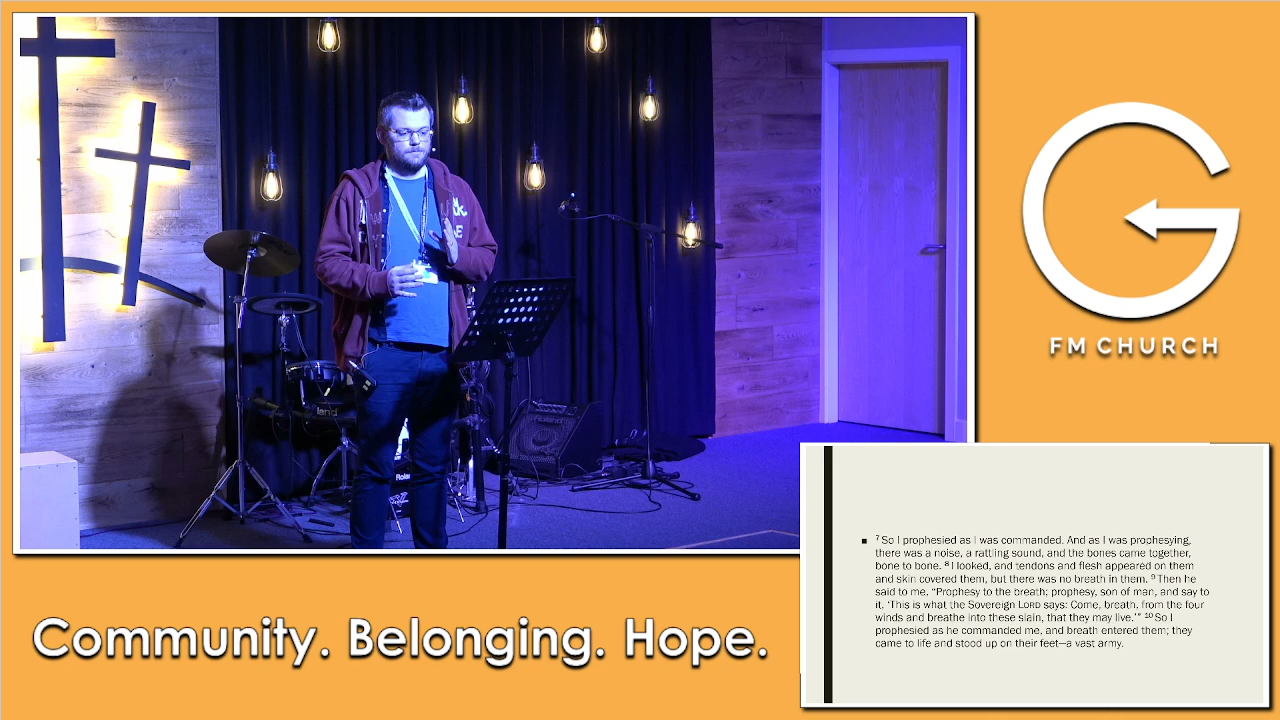 FM CHURCH
Roland
■ ⁷ So I prophesied as I was commanded. And as I was prophesying,
there was a noise, a rattling sound, and the bones came together,
bone to bone. ⁸ I looked, and tendons and flesh appeared on them
and skin covered them, but there was no breath in them. ⁹ Then he
said to me, “Prophesy to the breath; prophesy, son of man, and say to
it, ‘This is what the Sovereign LORD says: Come, breath, from the four
winds and breathe into these slain, that they may live.’” ¹⁰ So I
prophesied as he commanded me, and breath entered them; they
came to life and stood up on their feet—a vast army.
Community. Belonging. Hope.